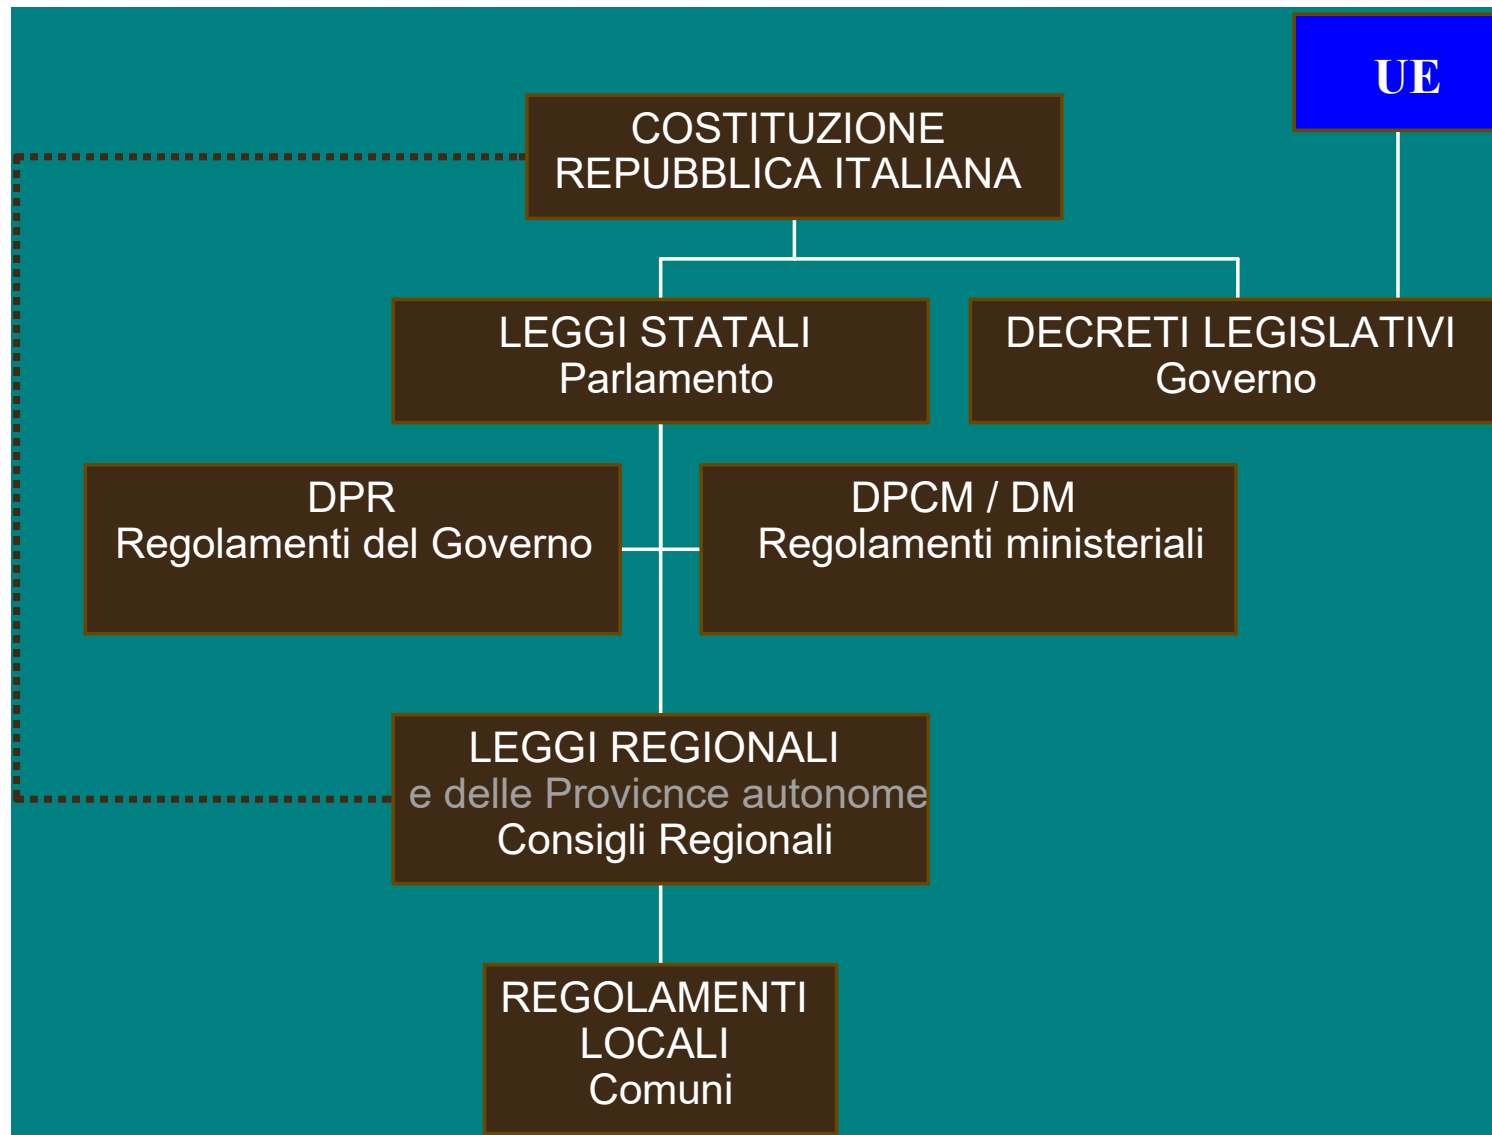 UE
COSTITUZIONE
REPUBBLICA ITALIANA
LEGGI STATALI
Parlamento
DECRETI LEGISLATIVI
Governo
DPR
Regolamenti del Governo
DPCM / DM
Regolamenti ministeriali
LEGGI REGIONALI
e delle Provicnce autonome
Consigli Regionali
REGOLAMENTI
LOCALI
Comuni